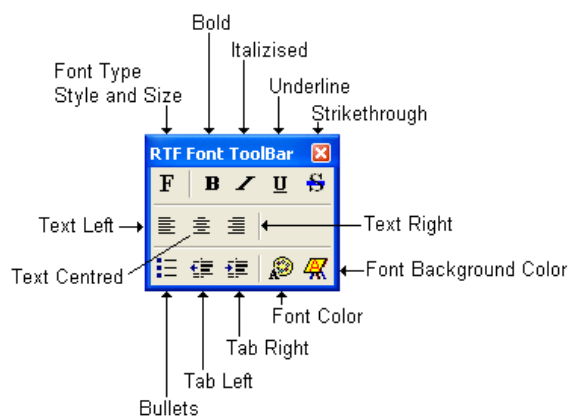 Bold
Italizised
Font Type
Style and Size
Underline
Strikethrough
RTF Font ToolBar
F B I U S
Text Left
Text Right
Text Centred
Font Background Color
A A
Font Color
Tab Right
Tab Left
Bullets